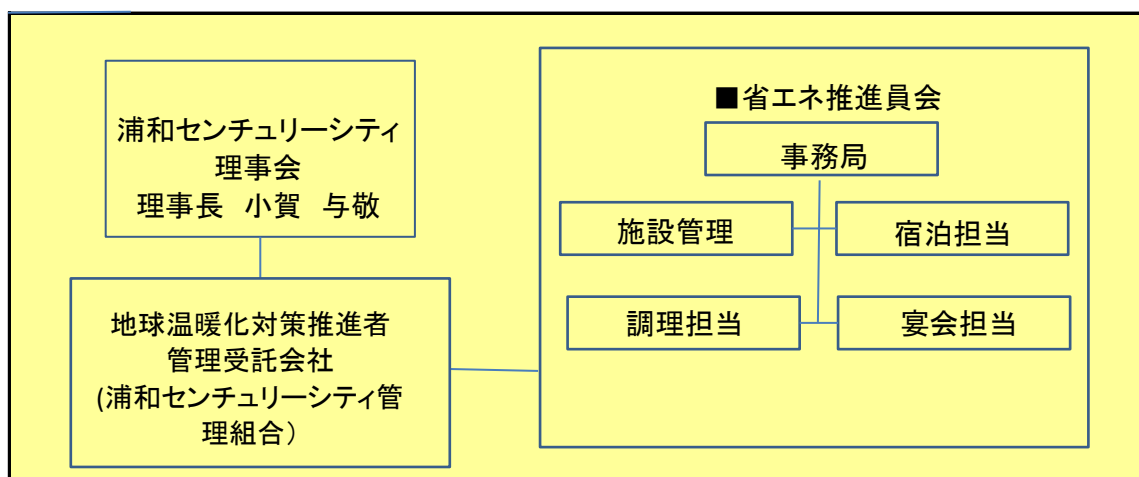 浦和センチュリーシティ
理事会
理事長 小賀 与敬
地球温暖化対策推進者
管理受託会社
(浦和センチュリーシティ管
理組合）
■省エネ推進員会
事務局
施設管理
宿泊担当
調理担当
宴会担当